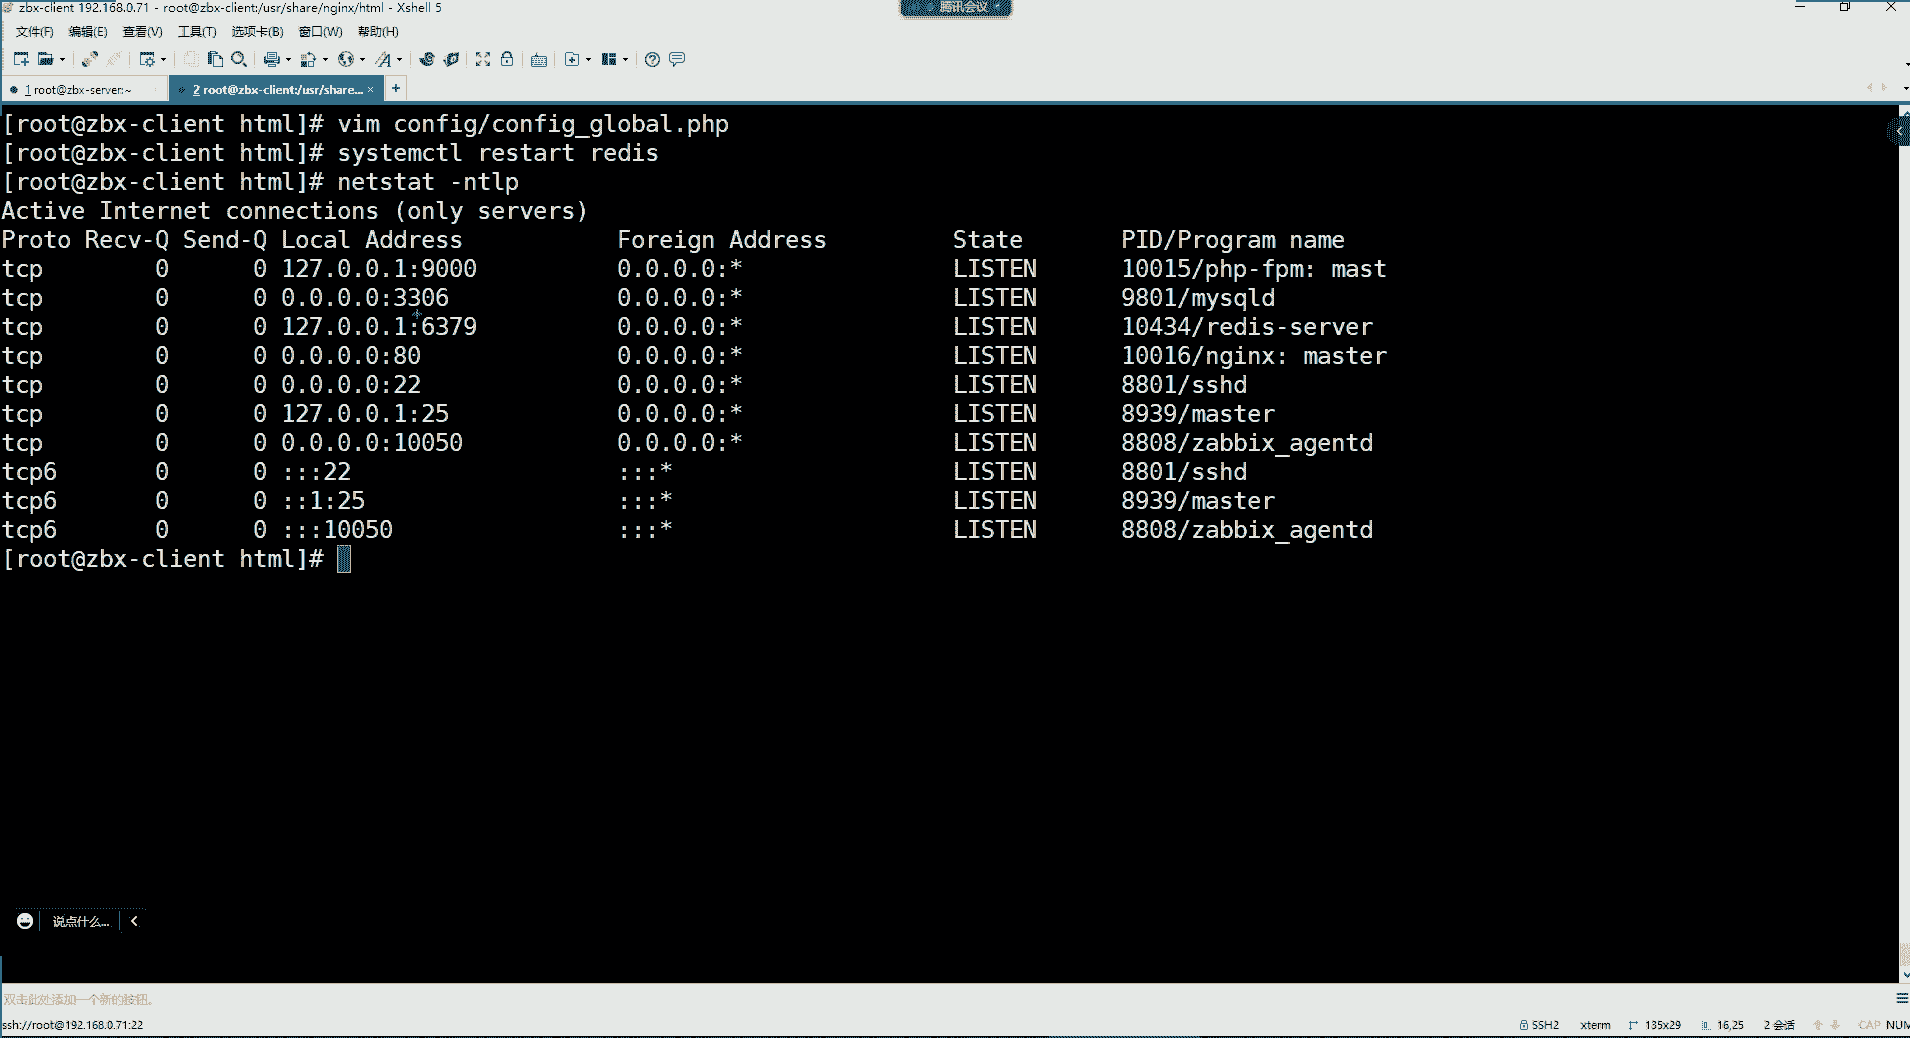 zbx-client 192.168.0.71 - root@zbx-client:/usr/share/nginx/html - Xshell 5
腾讯会议
文件(F) 编辑(E) 查看(V) 工具(T) 选项卡(B) 窗口(W) 帮助(H)
1 root@zbx-server:~
2 root@zbx-client:/usr/share... × +
[root@zbx-client html]# vim config/config_global.php
[root@zbx-client html]# systemctl restart redis
[root@zbx-client html]# netstat -ntlp
Active Internet connections (only servers)
Proto Recv-Q Send-Q Local Address Foreign Address State PID/Program name
tcp 0 0 127.0.0.1:9000 0.0.0.0:* LISTEN 10015/php-fpm: mast
tcp 0 0 0.0.0.0:3306 0.0.0.0:* LISTEN 9801/mysqld
tcp 0 0 127.0.0.1:6379 0.0.0.0:* LISTEN 10434/redis-server
tcp 0 0 0.0.0.0:80 0.0.0.0:* LISTEN 10016/nginx: master
tcp 0 0 0.0.0.0:22 0.0.0.0:* LISTEN 8801/sshd
tcp 0 0 127.0.0.1:25 0.0.0.0:* LISTEN 8939/master
tcp 0 0 0.0.0.0:10050 0.0.0.0:* LISTEN 8808/zabbix_agentd
tcp6 0 0 :::22 :::* LISTEN 8801/sshd
tcp6 0 0 ::1:25 :::* LISTEN 8939/master
tcp6 0 0 :::10050 :::* LISTEN 8808/zabbix_agentd
[root@zbx-client html]#
说点什么...
双击此处添加一个新的按钮。
ssh://root@192.168.0.71:22 SSH2 xterm 135x29 16,25 2 会话 CAP NUM